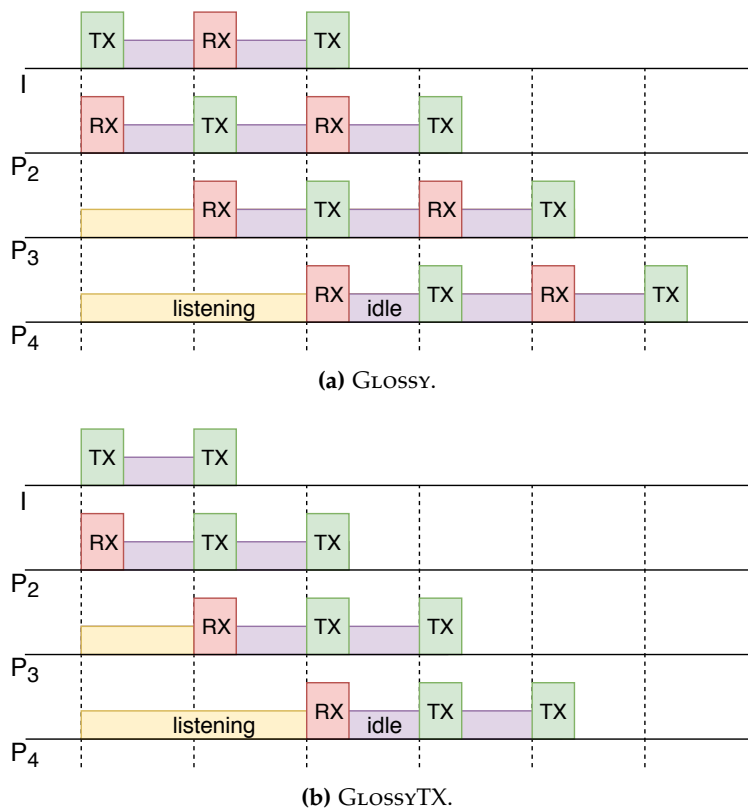 TX RX TX
I
RX TX RX TX
P2
RX TX RX TX
P3
listening RX idle TX RX TX
P4
(a) GLOSSY.
TX TX
I
RX TX TX
P2
RX TX TX
P3
listening RX idle TX TX
P4
(b) GLOSSYTX.